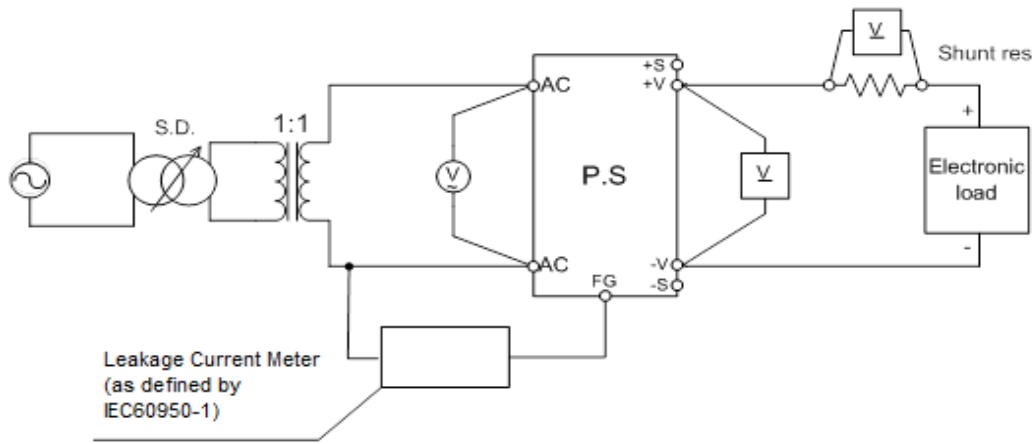 S.D.
1:1
AC
V
~
AC
P.S
+S
+V
-V
-S
FG
V
V
Shunt res
+
Electronic
load
-
Leakage Current Meter
(as defined by
IEC60950-1)